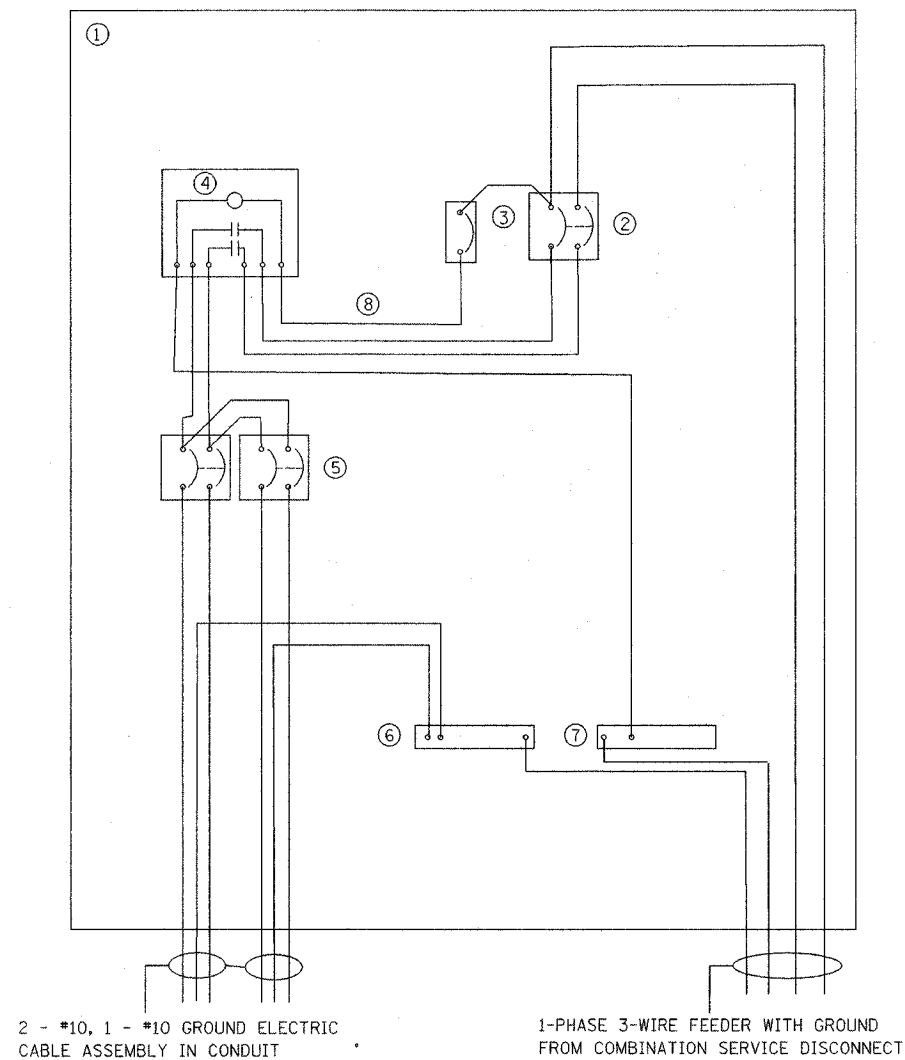 1
4
3
2
8
5
6
7
2 - #10, 1 - #10 GROUND ELECTRIC
CABLE ASSEMBLY IN CONDUIT
1-PHASE 3-WIRE FEEDER WITH GROUND
FROM COMBINATION SERVICE DISCONNECT